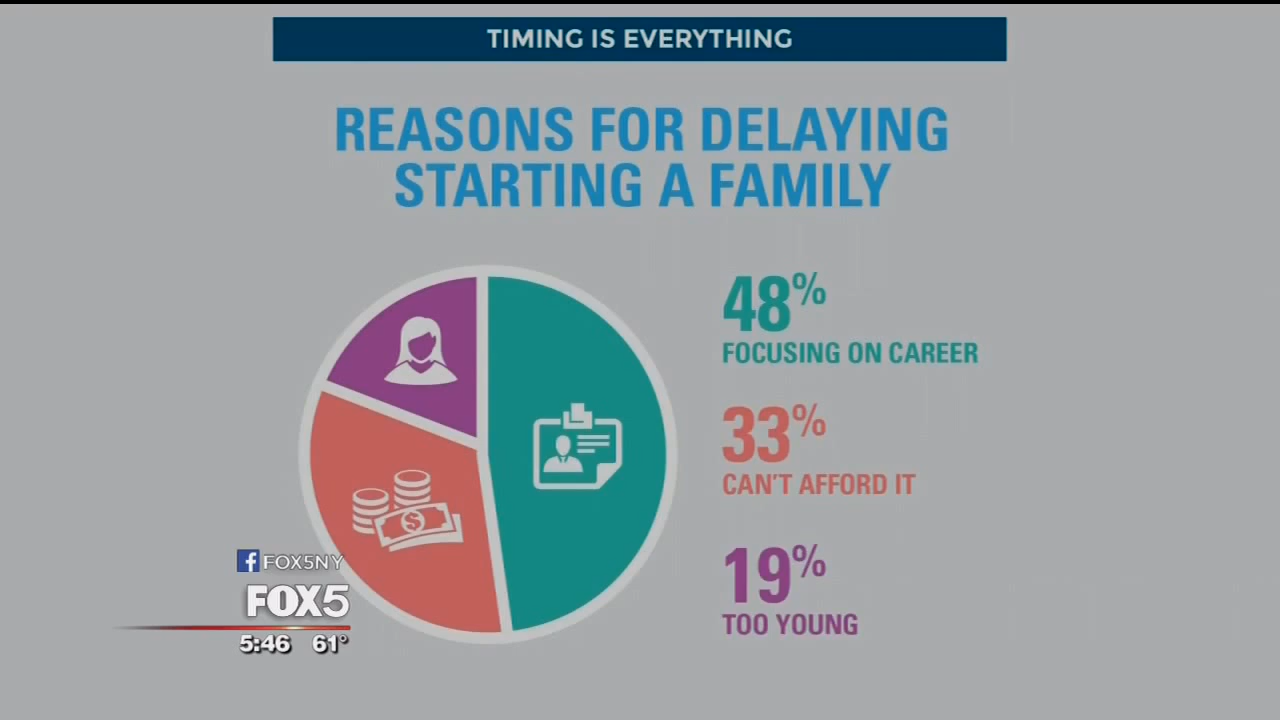 TIMING IS EVERYTHING
REASONS FOR DELAYING
STARTING A FAMILY
48%
FOCUSING ON CAREER
33%
CAN'T AFFORD IT
$
19%
TOO YOUNG
f FOX5NY
FOX5
5:46 61°